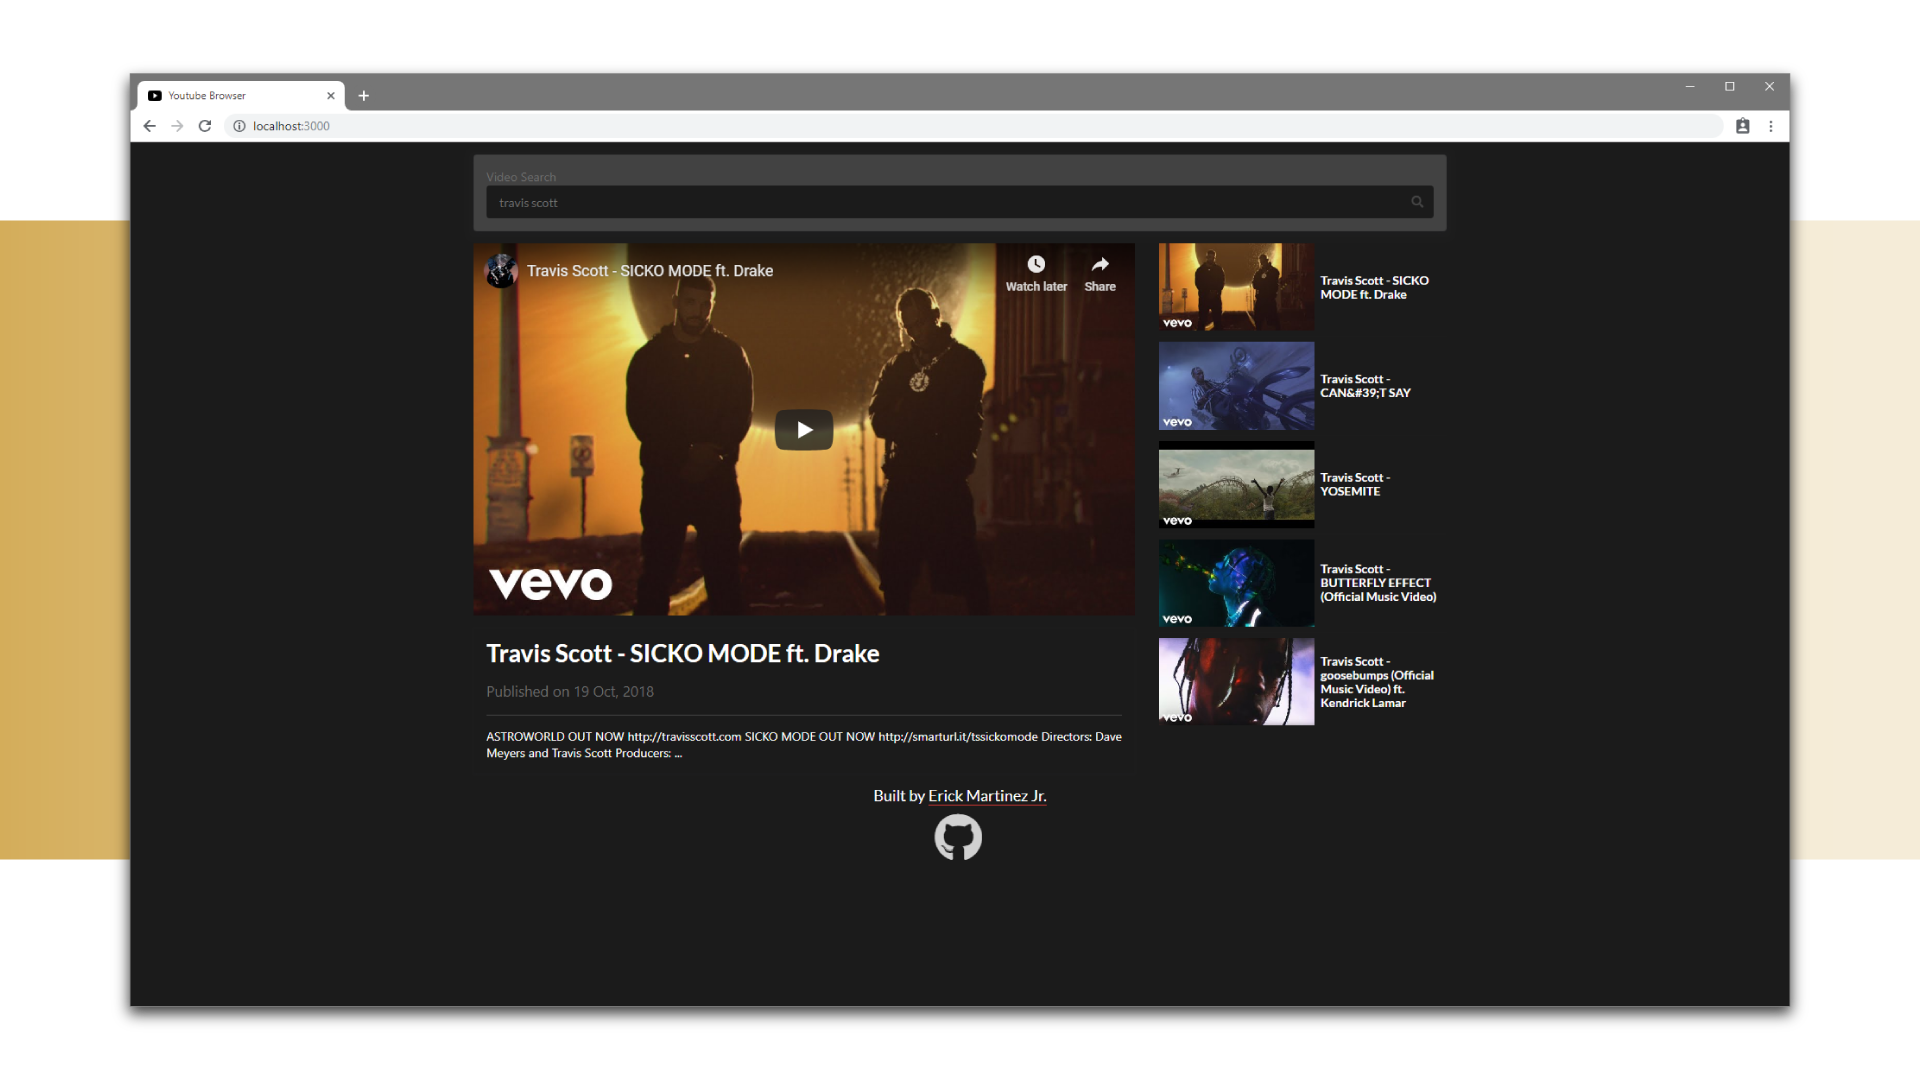 Youtube Browser
localhost:3000
Video Search
travis scott
Travis Scott - SICKO MODE ft. Drake
Watch later
Share
vevo
Travis Scott - SICKO MODE ft. Drake
Published on 19 Oct, 2018
ASTROWORLD OUT NOW http://travisscott.com SICKO MODE OUT NOW http://smarturl.it/tssickomode Directors: Dave
Meyers and Travis Scott Producers: ...
vevo
Travis Scott - SICKO
MODE ft. Drake
vevo
Travis Scott -
CAN&#39;T SAY
vevo
Travis Scott -
YOSEMITE
vevo
Travis Scott -
BUTTERFLY EFFECT
(Official Music Video)
vevo
Travis Scott -
goosebumps (Official
Music Video) ft.
Kendrick Lamar
Built by Erick Martinez Jr.